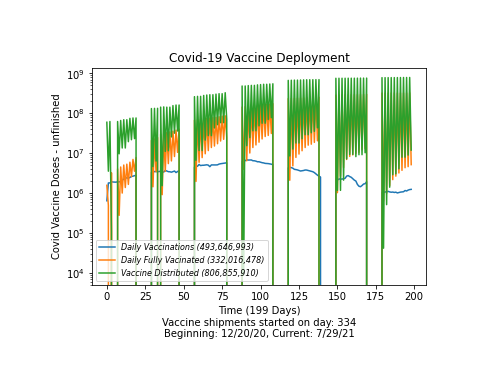 Covid-19 Vaccine Deployment
Covid Vaccine Doses -unfinished
10⁹
10⁸
10⁷
10⁶
10⁵
10⁴
Daily Vaccinations (493,646,993)
Daily Fully Vacinated (332,016,478)
Vaccine Distributed (806,855,910)
0 25 50 75 100 125 150 175 200
Time (199 Days)
Vaccine shipments started on day: 334
Beginning: 12/20/20, Current: 7/29/21